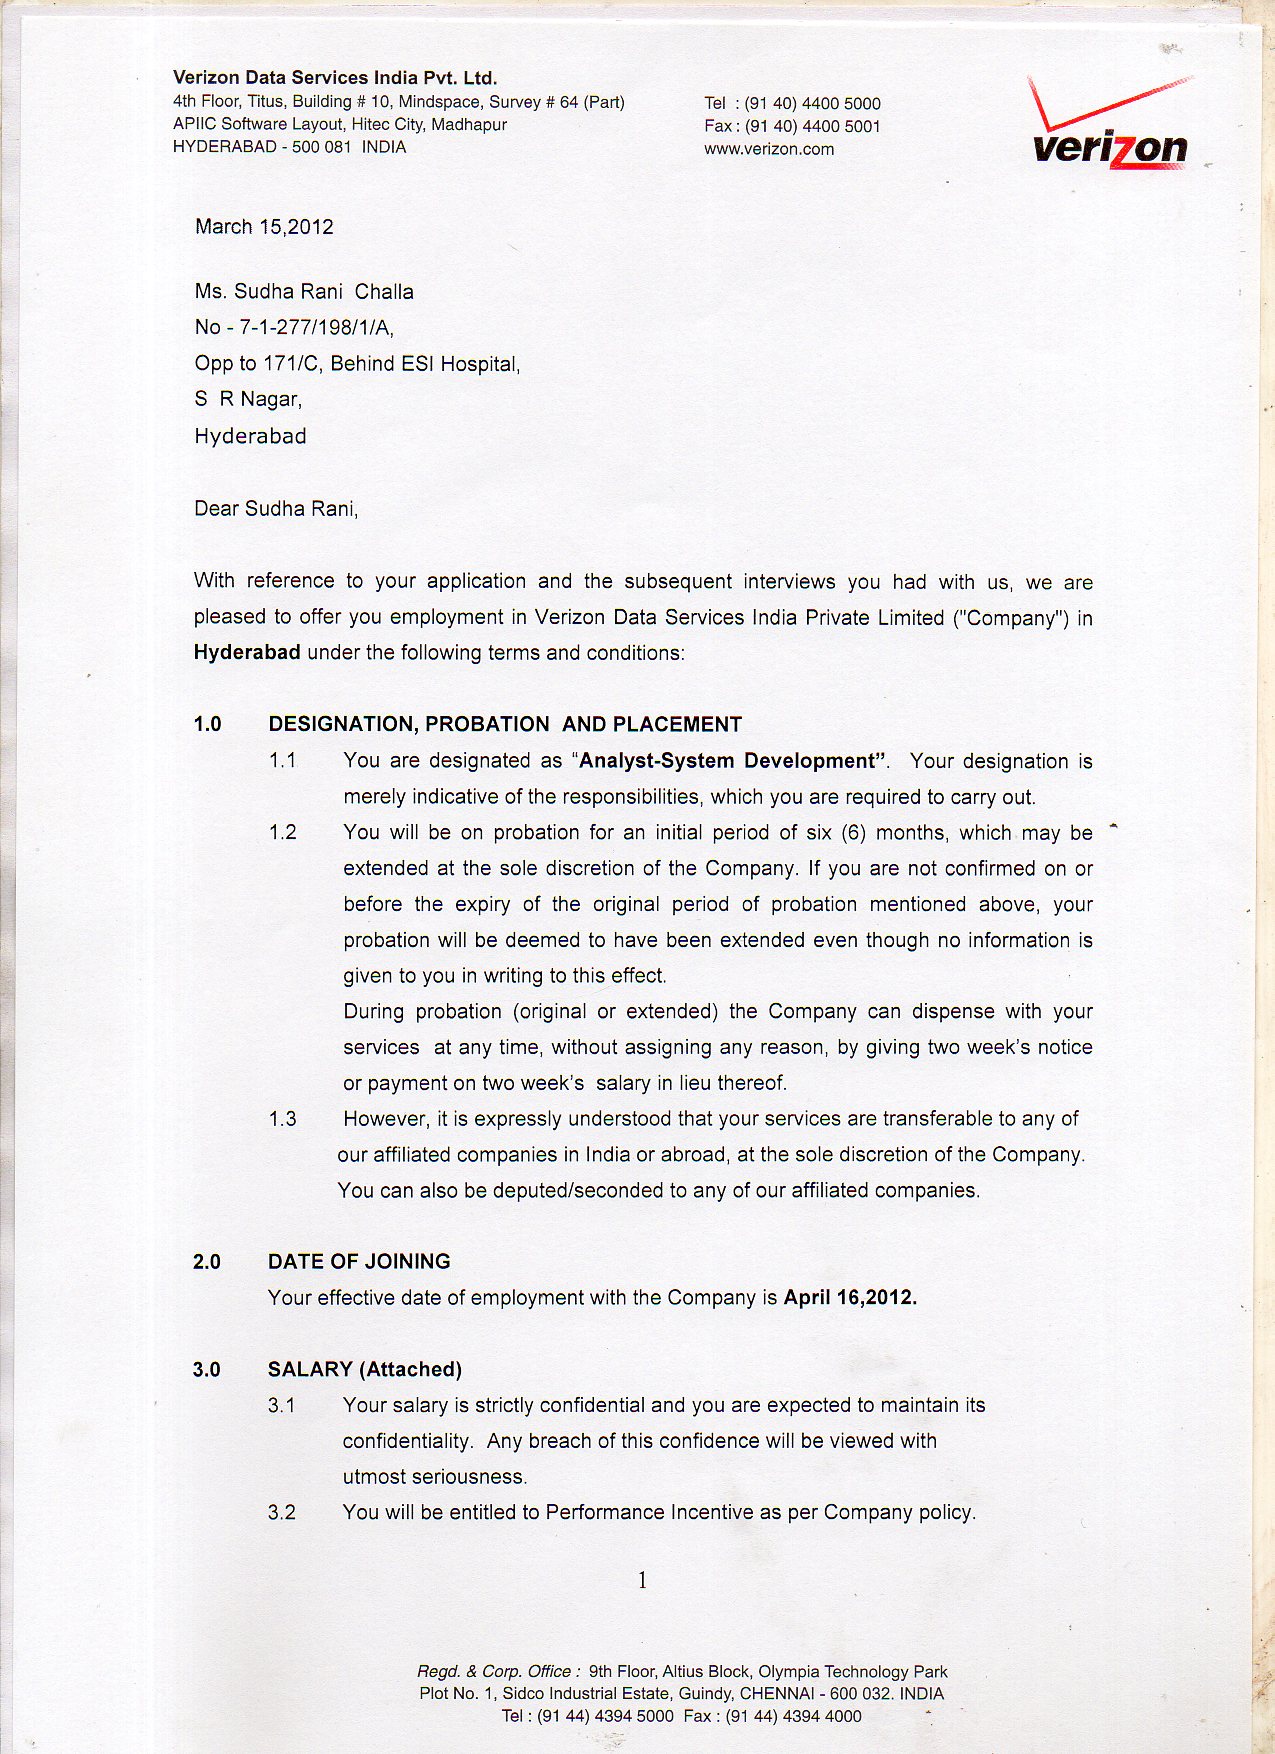 Verizon Data Services India Pvt. Ltd.
4th Floor, Titus, Building # 10, Mindspace, Survey # 64 (Part)
APIIC Software Layout, Hitec City, Madhapur
HYDERABAD - 500 081 INDIA
Tel : (91 40) 4400 5000
Fax : (91 40) 4400 5001
www.verizon.com
verizon
March 15,2012
Ms. Sudha Rani Challa
No - 7-1-277/198/1/A,
Opp to 171/C, Behind ESI Hospital,
S R Nagar,
Hyderabad
Dear Sudha Rani,
With reference to your application and the subsequent interviews you had with us, we are
pleased to offer you employment in Verizon Data Services India Private Limited ("Company") in
Hyderabad under the following terms and conditions:
1.0 DESIGNATION, PROBATION AND PLACEMENT
1.1 You are designated as “Analyst-System Development”. Your designation is
merely indicative of the responsibilities, which you are required to carry out.
1.2 You will be on probation for an initial period of six (6) months, which may be
extended at the sole discretion of the Company. If you are not confirmed on or
before the expiry of the original period of probation mentioned above, your
probation will be deemed to have been extended even though no information is
given to you in writing to this effect.
During probation (original or extended) the Company can dispense with your
services at any time, without assigning any reason, by giving two week’s notice
or payment on two week’s salary in lieu thereof.
1.3 However, it is expressly understood that your services are transferable to any of
our affiliated companies in India or abroad, at the sole discretion of the Company.
You can also be deputed/seconded to any of our affiliated companies.
2.0 DATE OF JOINING
Your effective date of employment with the Company is April 16,2012.
3.0 SALARY (Attached)
3.1 Your salary is strictly confidential and you are expected to maintain its
confidentiality. Any breach of this confidence will be viewed with
utmost seriousness.
3.2 You will be entitled to Performance Incentive as per Company policy.
1
Regd. & Corp. Office : 9th Floor, Altius Block, Olympia Technology Park
Plot No. 1, Sidco Industrial Estate, Guindy, CHENNAI - 600 032. INDIA
Tel : (91 44) 4394 5000 Fax : (91 44) 4394 4000